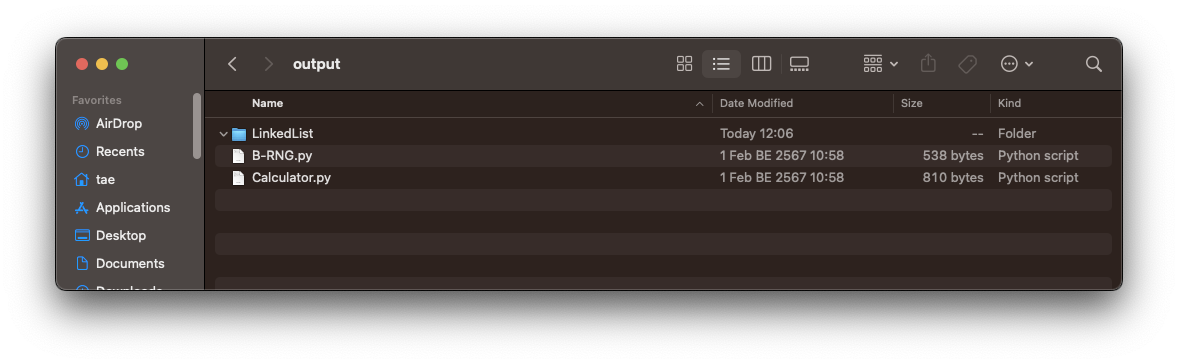 output
Favorites
AirDrop
Recents
tae
Applications
Desktop
Documents
Downloads
Name Date Modified Size Kind
LinkedList Today 12:06 -- Folder
B-RNG.py 1 Feb BE 2567 10:58 538 bytes Python script
Calculator.py 1 Feb BE 2567 10:58 810 bytes Python script